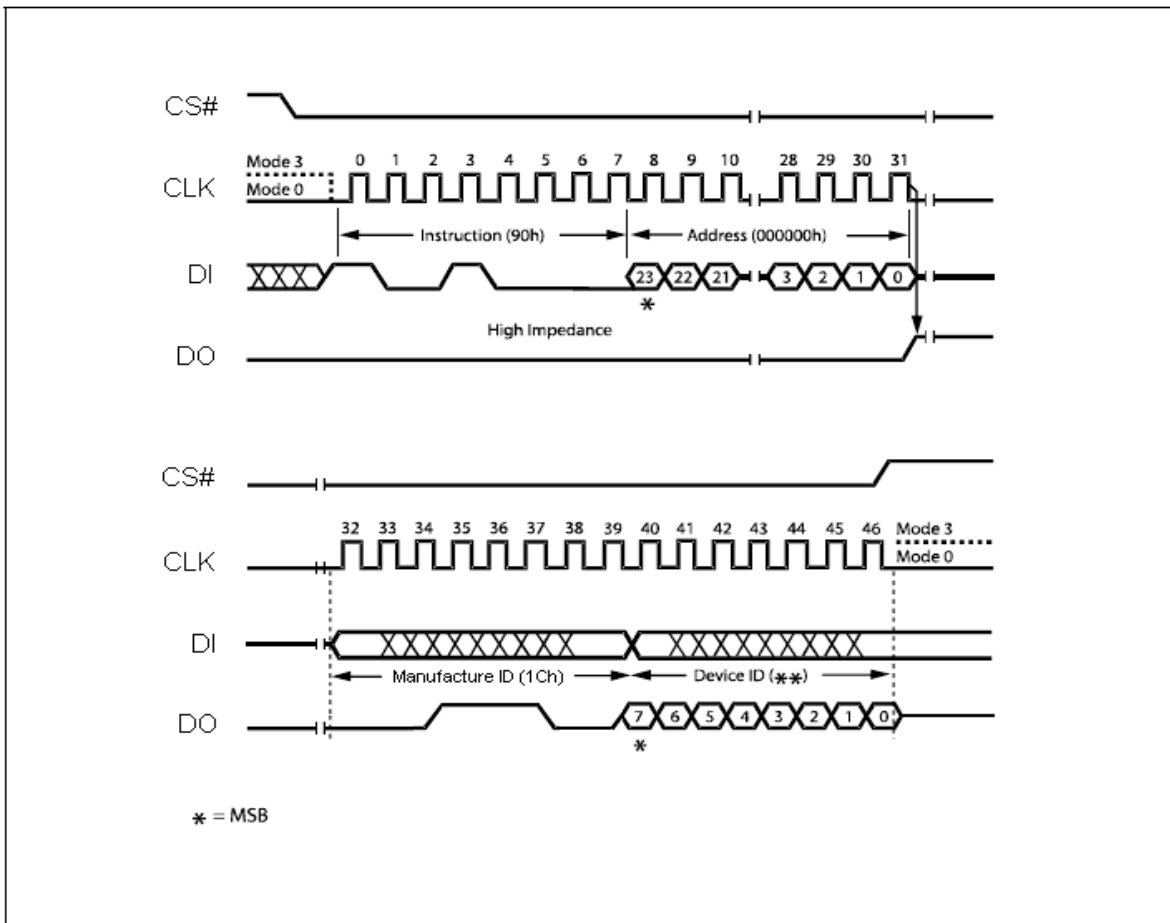 CS#
Mode 3 0 1 2 3 4 5 6 7 8 9 10 28 29 30 31
CLK Mode 0
Instruction (90h) Address (000000h)
DI 23 22 21 3 2 1 0
*
High Impedance
DO
CS#
32 33 34 35 36 37 38 39 40 41 42 43 44 45 46 Mode 3
CLK Mode 0
DI
Manufacture ID (1Ch) Device ID (**)
DO 7 6 5 4 3 2 1 0
*
* = MSB